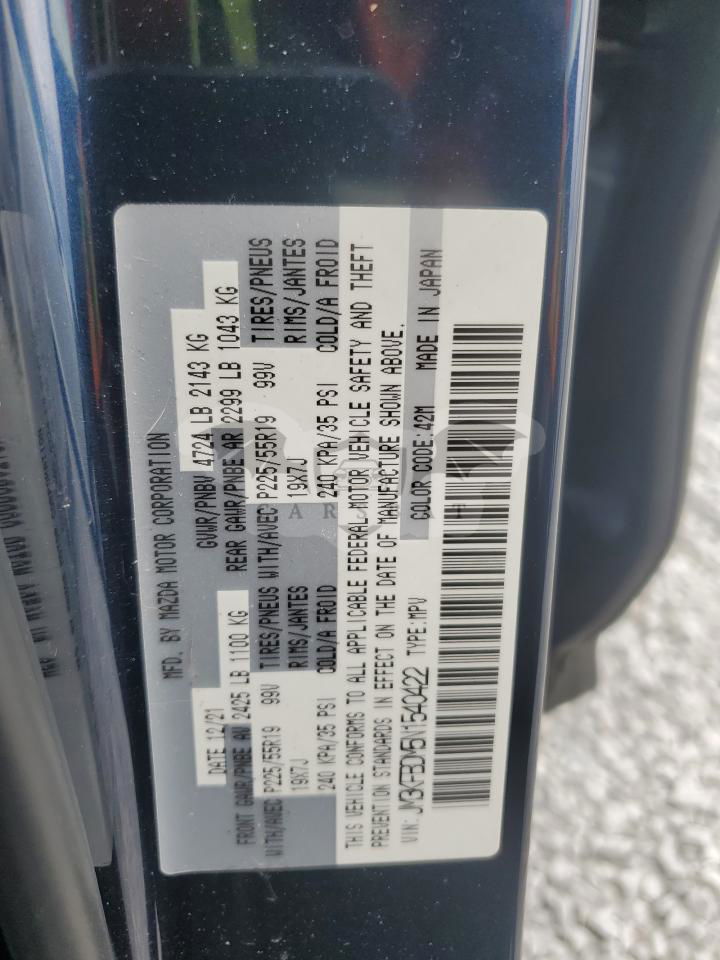 MFD. BY MAZDA MOTOR CORPORATION
12/21 GVWR/PNBV 4724 LB 2143 KG
FRONT GAWR/PNBE AV 2425 LB 1100 KG REAR GAWR/PNBE AR 2299 LB 1043 KG
WITH/AVEC P225/55R19 99V TIRES/PNEUS WITH/AVEC P225/55R19 99V TIRES/PNEUS
19X7J RIMS/JANTES 19X7J RIMS/JANTES
240 KPA/35 PSI COLD/A FROID 240 KPA/35 PSI COLD/A FROID
THIS VEHICLE CONFORMS TO ALL APPLICABLE FEDERAL MOTOR VEHICLE SAFETY AND THEFT
PREVENTION STANDARDS IN EFFECT ON THE DATE OF MANUFACTURE SHOWN ABOVE.
VIN: JM3KFBDM5N1540422 TYPE:MPV COLOR CODE:42M MADE IN JAPAN